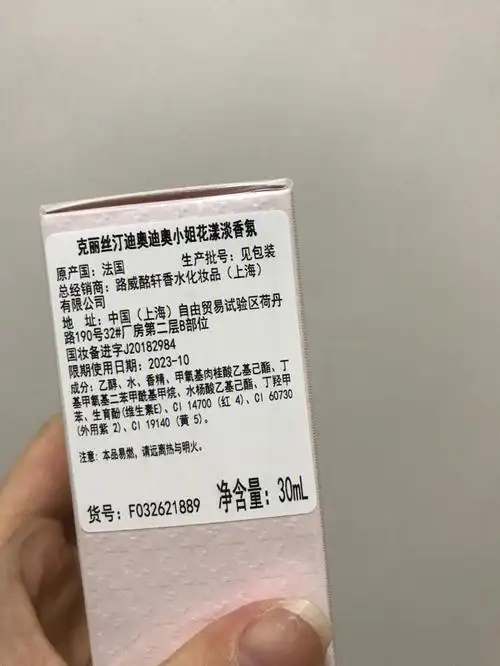 克丽丝汀迪奥迪奥小姐花漾淡香氛
原产国：法国 生产批号：见包装
总经销商：路威酩轩香水化妆品（上海）
有限公司
地 址：中国（上海）自由贸易试验区荷丹
路190号32#厂房第二层B部位
国妆备进字J20182984
限期使用日期：2023-10
成分：乙醇、水、香精、甲氧基肉桂酸乙基己酯、丁
基甲氧基二苯甲酰基甲烷、水杨酸乙基己酯、丁羟甲
苯、生育酚(维生素E)、CI 14700 (红 4)、CI 60730
(外用紫 2)、CI 19140 (黄 5)。
注意：本品易燃，请远离热与明火。
货号：F032621889 净含量：30mL